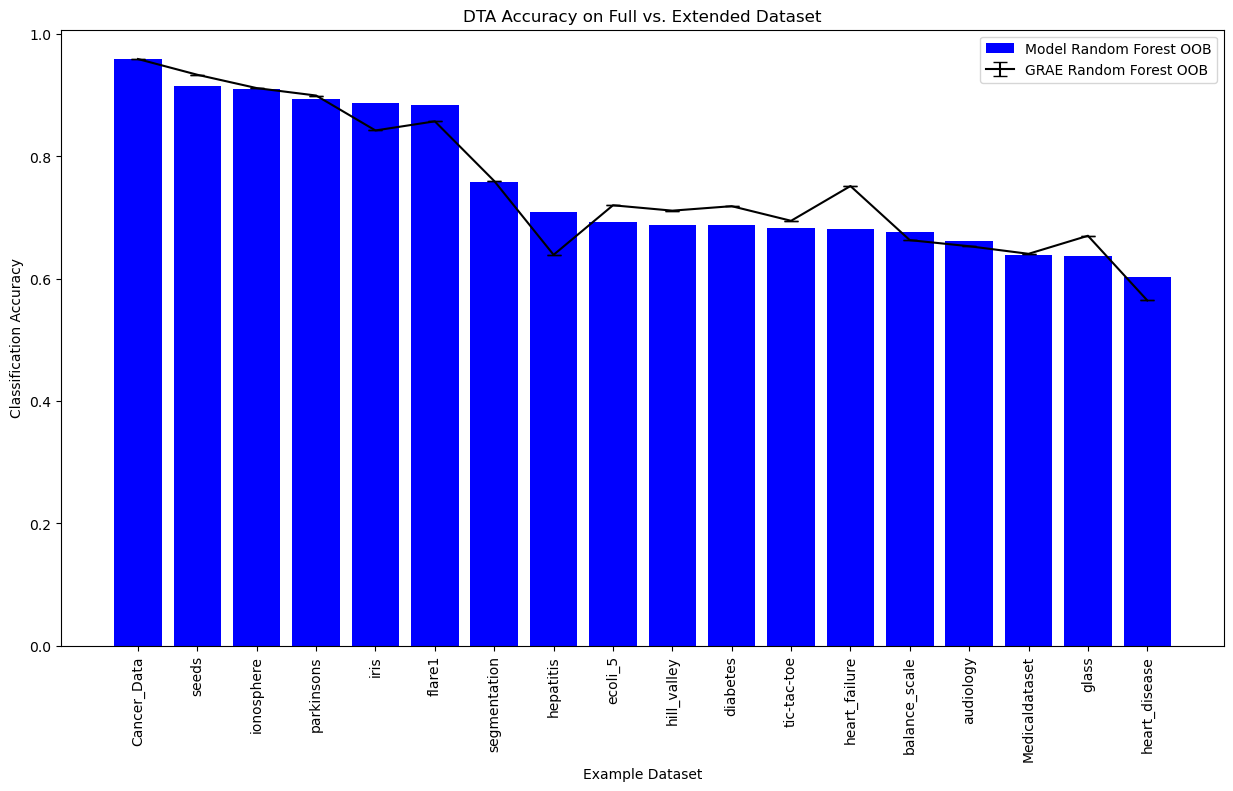 DTA Accuracy on Full vs. Extended Dataset
Model Random Forest OOB
GRAE Random Forest OOB
Classification Accuracy
1.0
0.8
0.6
0.4
0.2
0.0
Cancer_Data
seeds
ionosphere
parkinsons
iris
flare1
segmentation
hepatitis
ecoli_5
hill_valley
diabetes
tic-tac-toe
heart_failure
balance_scale
audiology
Medicaldataset
glass
heart_disease
Example Dataset